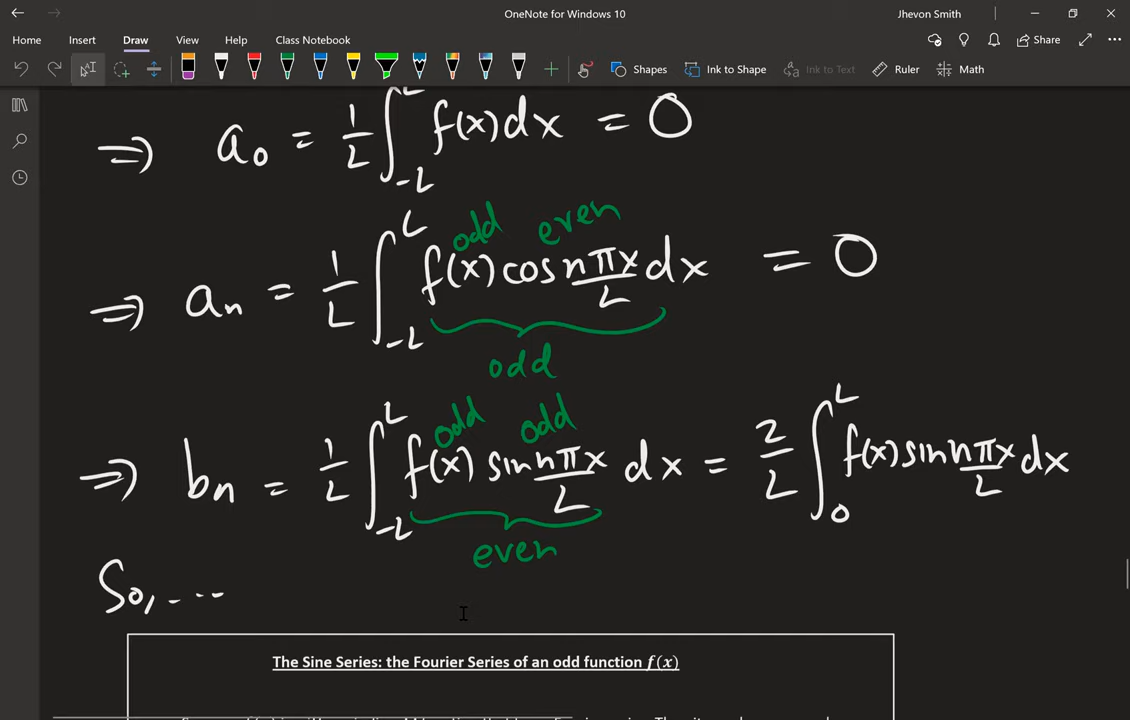 OneNote for Windows 10
Jhevon Smith
Home Insert Draw View Help Class Notebook
Share
Shapes Ink to Shape Ink to Text Ruler Math
⇒ a₀ = 1/L ∫_{-L}^{L} f(x)dx = 0
odd even
⇒ aₙ = 1/L ∫_{-L}^{L} f(x) cos nπx/L dx = 0
odd
odd odd
⇒ bₙ = 1/L ∫_{-L}^{L} f(x) sin nπx/L dx = 2/L ∫_{0}^{L} f(x) sin nπx/L dx
even
So, ...
The Sine Series: the Fourier Series of an odd function f(x)